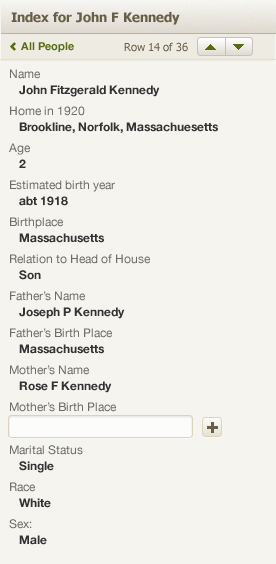 Index for John F Kennedy
All People Row 14 of 36
Name
John Fitzgerald Kennedy
Home in 1920
Brookline, Norfolk, Massachuesetts
Age
2
Estimated birth year
abt 1918
Birthplace
Massachusetts
Relation to Head of House
Son
Father's Name
Joseph P Kennedy
Father's Birth Place
Massachusetts
Mother's Name
Rose F Kennedy
Mother's Birth Place
Marital Status
Single
Race
White
Sex:
Male